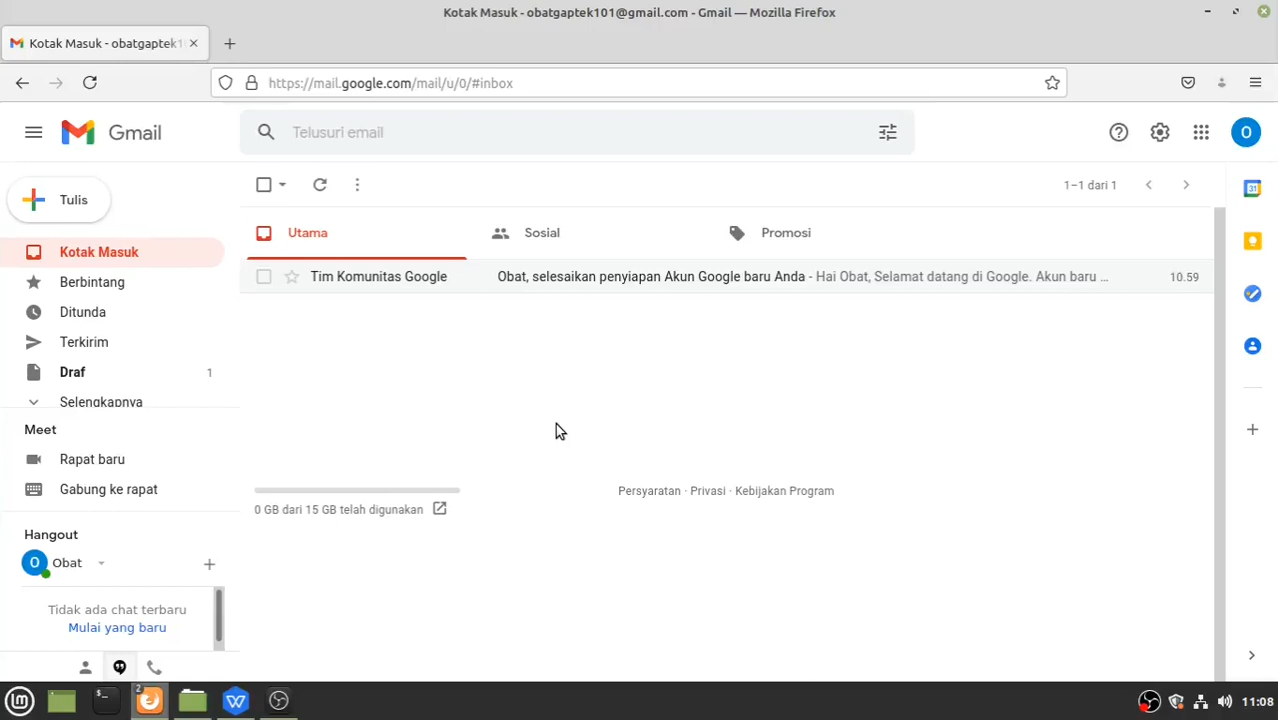 Kotak Masuk - obatgaptek101@gmail.com - Gmail — Mozilla Firefox
Kotak Masuk - obatgaptek10
https://mail.google.com/mail/u/0/#inbox
Gmail
Telusuri email
O
Tulis
1–1 dari 1
31
Utama
Sosial
Promosi
Kotak Masuk
Tim Komunitas Google
Obat, selesaikan penyiapan Akun Google baru Anda - Hai Obat, Selamat datang di Google. Akun baru ...
10.59
Berbintang
Ditunda
Terkirim
Draf
1
Selengkapnya
Meet
Rapat baru
Gabung ke rapat
Persyaratan · Privasi · Kebijakan Program
0 GB dari 15 GB telah digunakan
Hangout
O
Obat
Tidak ada chat terbaru
Mulai yang baru
2
11:08